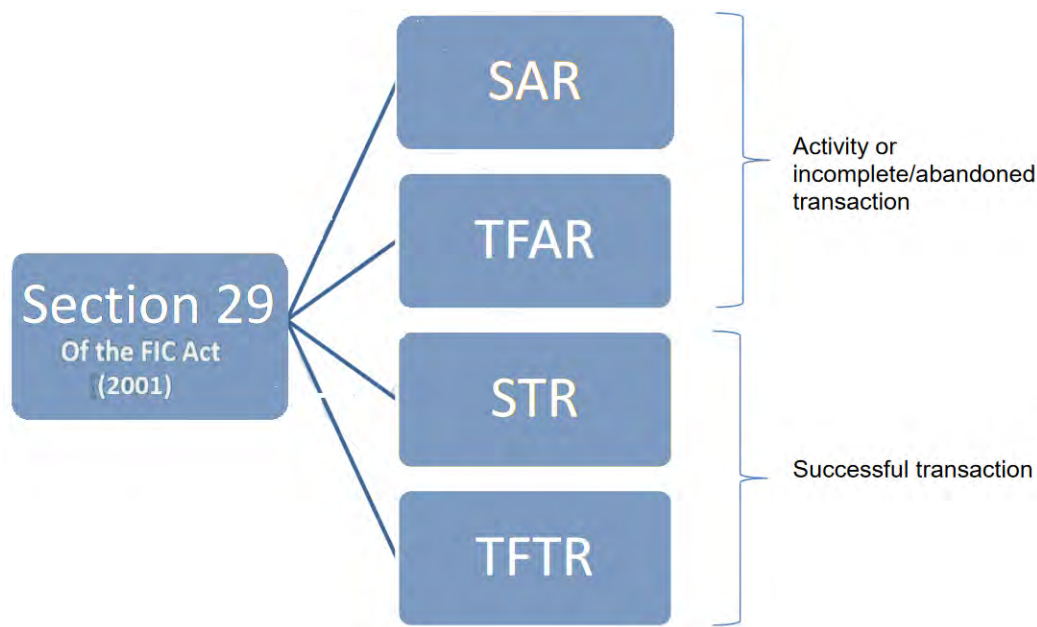 SAR
Activity or
incomplete/abandoned
transaction
TFAR
Section 29
Of the FIC Act
(2001)
STR
Successful transaction
TFTR